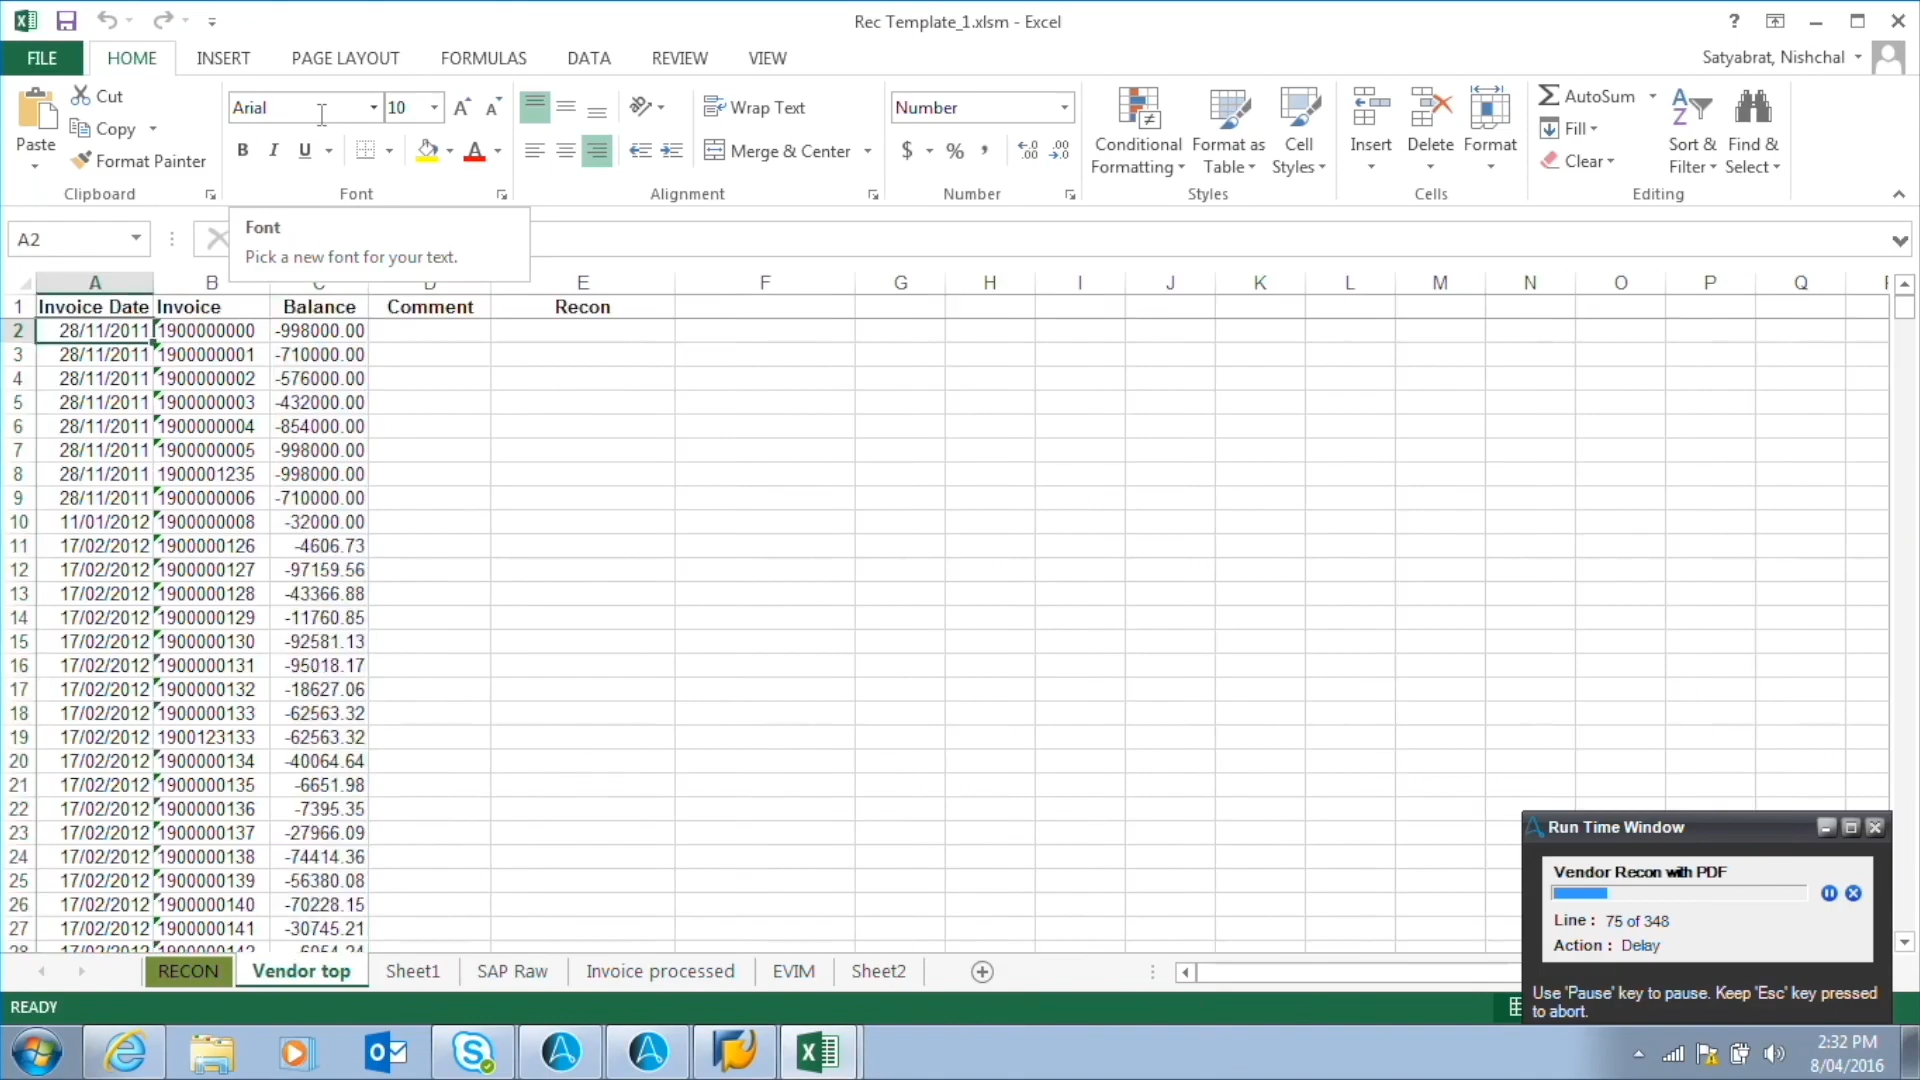 Rec Template_1.xlsm - Excel
?
FILE HOME INSERT PAGE LAYOUT FORMULAS DATA REVIEW VIEW
Satyabrat, Nishchal
Paste
Cut
Copy
Format Painter
Clipboard
Arial 10
B I U A
Font
Wrap Text
Merge & Center
Alignment
Number
$ % ,
Number
Conditional Formatting
Format as Table
Cell Styles
Styles
Insert Delete Format
Cells
AutoSum
Fill
Clear
Sort & Filter
Find & Select
Editing
A2
Font
Pick a new font for your text.
A B C D E F G H I J K L M N O P Q
1 Invoice Date Invoice Balance Comment Recon
2 28/11/2011 1900000000 -998000.00
3 28/11/2011 1900000001 -710000.00
4 28/11/2011 1900000002 -576000.00
5 28/11/2011 1900000003 -432000.00
6 28/11/2011 1900000004 -854000.00
7 28/11/2011 1900000005 -998000.00
8 28/11/2011 1900001235 -998000.00
9 28/11/2011 1900000006 -710000.00
10 11/01/2012 1900000008 -32000.00
11 17/02/2012 1900000126 -4606.73
12 17/02/2012 1900000127 -97159.56
13 17/02/2012 1900000128 -43366.88
14 17/02/2012 1900000129 -11760.85
15 17/02/2012 1900000130 -92581.13
16 17/02/2012 1900000131 -95018.17
17 17/02/2012 1900000132 -18627.06
18 17/02/2012 1900000133 -62563.32
19 17/02/2012 1900123133 -62563.32
20 17/02/2012 1900000134 -40064.64
21 17/02/2012 1900000135 -6651.98
22 17/02/2012 1900000136 -7395.35
23 17/02/2012 1900000137 -27966.09
24 17/02/2012 1900000138 -74414.36
25 17/02/2012 1900000139 -56380.08
26 17/02/2012 1900000140 -70228.15
27 17/02/2012 1900000141 -30745.21
Run Time Window
Vendor Recon with PDF
Line : 75 of 348
Action : Delay
Use 'Pause' key to pause. Keep 'Esc' key pressed
to abort.
RECON Vendor top Sheet1 SAP Raw Invoice processed EVIM Sheet2
READY
2:32 PM
8/04/2016